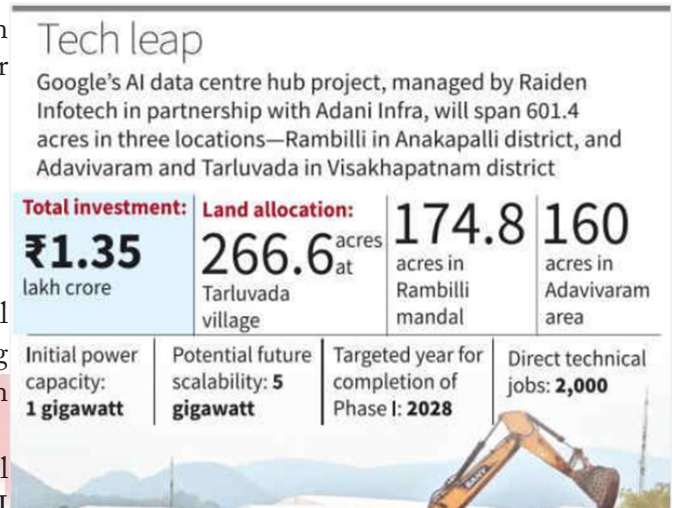 Tech leap
Google's AI data centre hub project, managed by Raiden
Infotech in partnership with Adani Infra, will span 601.4
acres in three locations—Rambilli in Anakapalli district, and
Adavivaram and Tarluvada in Visakhapatnam district
Total investment:
₹1.35
lakh crore
Land allocation:
266.6 acres at
Tarluvada
village
174.8
acres in
Rambilli
mandal
160
acres in
Adavivaram
area
Initial power
capacity:
1 gigawatt
Potential future
scalability: 5
gigawatt
Targeted year for
completion of
Phase I: 2028
Direct technical
jobs: 2,000
SANY